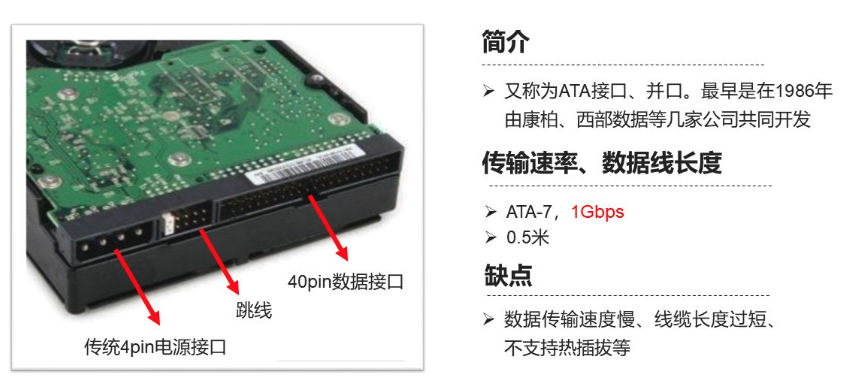 40pin数据接口
跳线
传统4pin电源接口
简介
➢ 又称为ATA接口、并口。最早是在1986年
由康柏、西部数据等几家公司共同开发
传输速率、数据线长度
➢ ATA-7，1Gbps
➢ 0.5米
缺点
➢ 数据传输速度慢、线缆长度过短、
不支持热插拔等